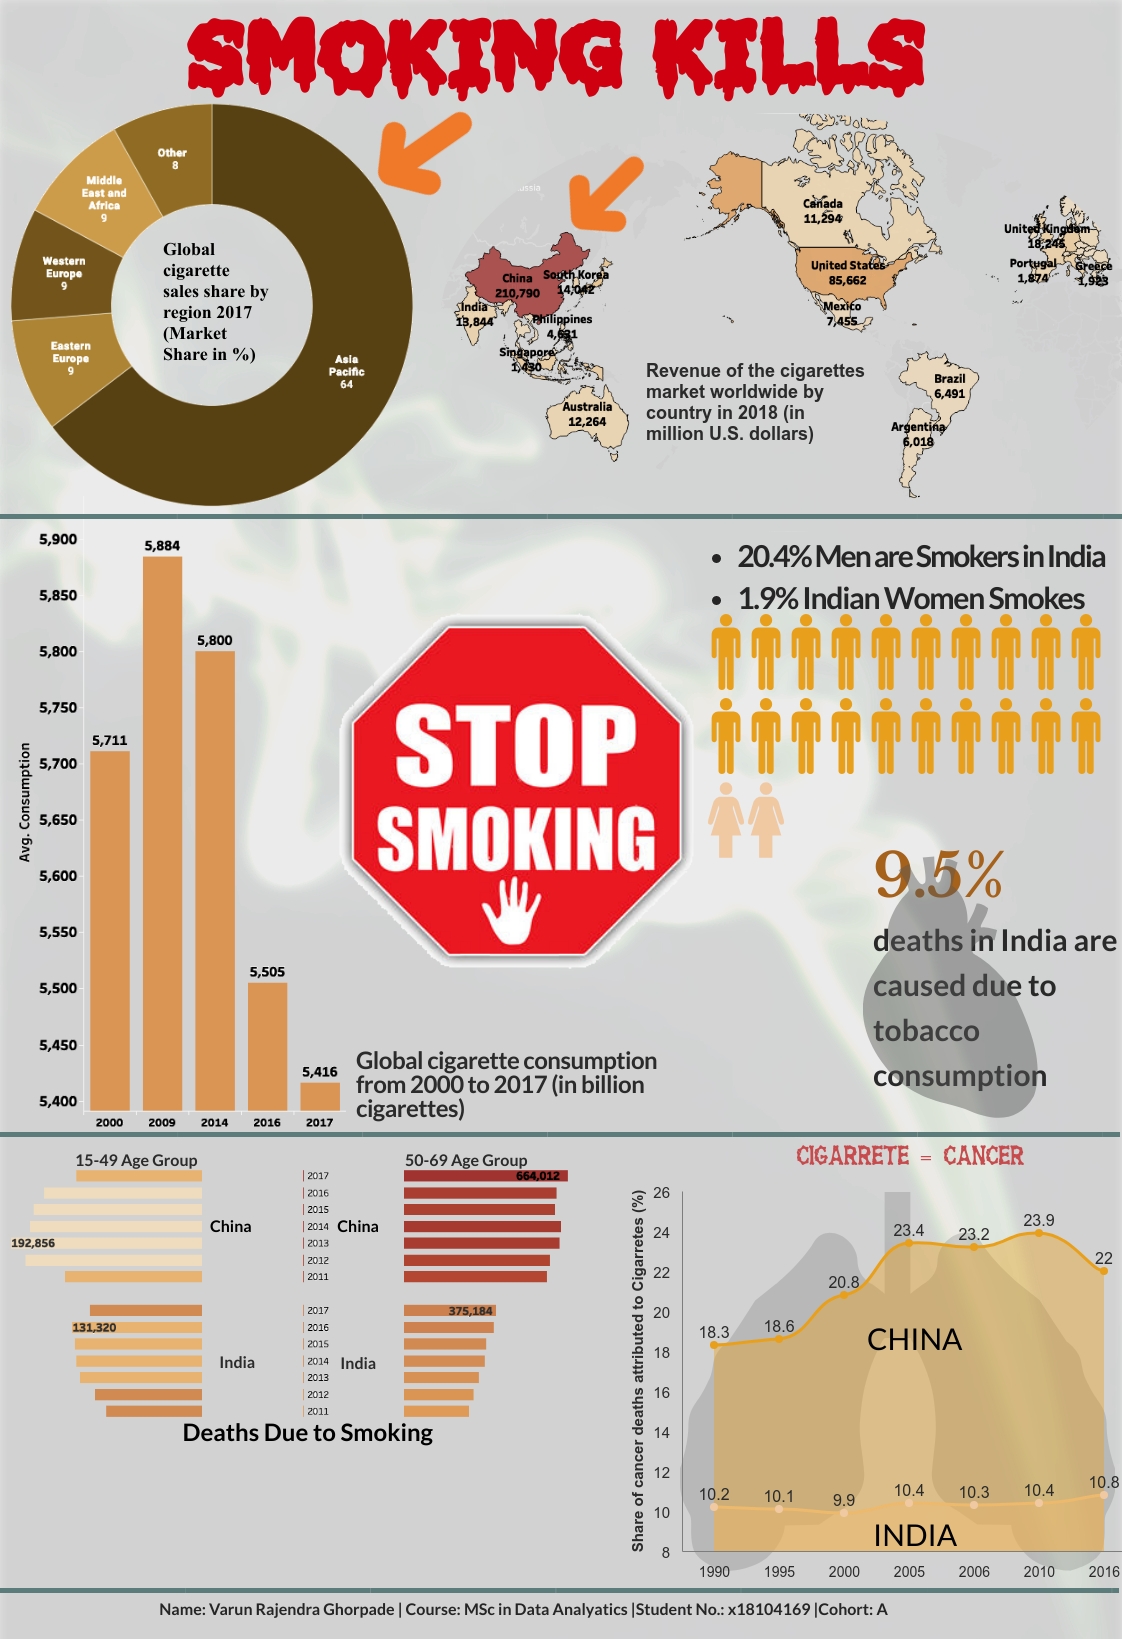 SMOKING KILLS
Other
8
Middle
East and
Africa
9
Western
Europe
9
Eastern
Europe
9
Asia
Pacific
64
Global
cigarette
sales share by
region 2017
(Market
Share in %)
ussia
China
210,790
South Korea
14,042
India
13,844
Philippines
4,631
Singapore
1,430
Australia
12,264
Canada
11,294
United States
85,662
Mexico
7,455
United Kingdom
18,245
Portugal
1,874
Greece
1,923
Brazil
6,491
Argentina
6,018
Revenue of the cigarettes
market worldwide by
country in 2018 (in
million U.S. dollars)
Avg. Consumption
5,900
5,850
5,800
5,750
5,700
5,650
5,600
5,550
5,500
5,450
5,400
5,711
5,884
5,800
5,505
5,416
2000 2009 2014 2016 2017
Global cigarette consumption
from 2000 to 2017 (in billion
cigarettes)
STOP
SMOKING
• 20.4% Men are Smokers in India
• 1.9% Indian Women Smokes
9.5%
deaths in India are
caused due to
tobacco
consumption
15-49 Age Group
50-69 Age Group
2017
664,012
2016
2015
China
2014
China
192,856
2013
2012
2011
2017
375,184
131,320
2016
2015
India
2014
India
2013
2012
2011
Deaths Due to Smoking
CIGARRETE = CANCER
Share of cancer deaths attributed to Cigarretes (%)
26
24
22
20
18
16
14
12
10
8
18.3
18.6
20.8
23.4
23.2
23.9
22
CHINA
10.2
10.1
9.9
10.4
10.3
10.4
10.8
INDIA
1990 1995 2000 2005 2006 2010 2016
Name: Varun Rajendra Ghorpade | Course: MSc in Data Analyatics |Student No.: x18104169 |Cohort: A